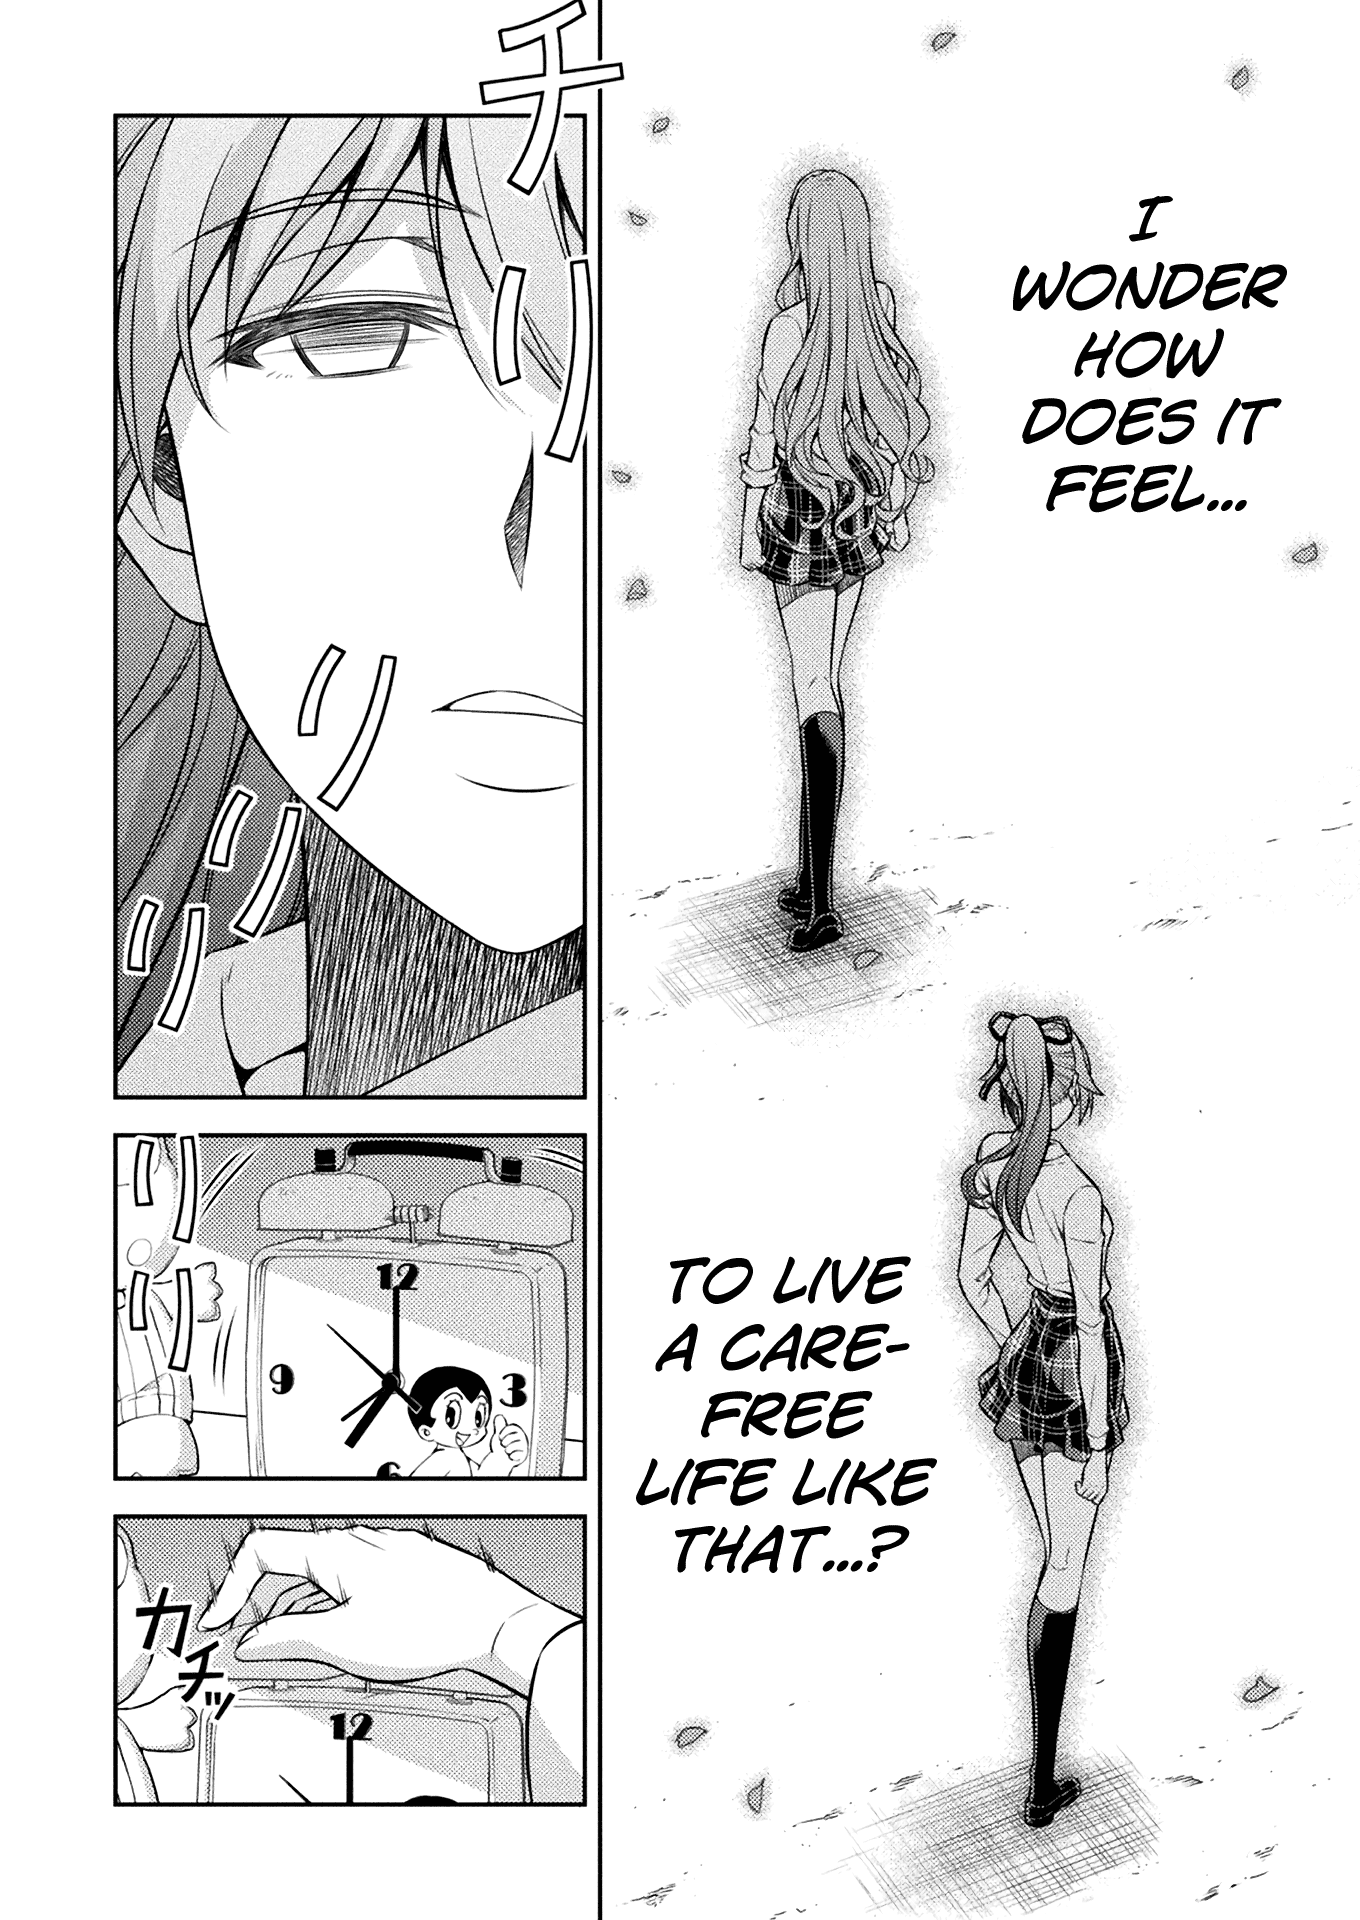 I
WONDER
HOW
DOES IT
FEEL...
TO LIVE
A CARE-
FREE
LIFE LIKE
THAT...?
チ
リ
リ
リ
リ
リ
リ
12
9
3
6
カチッ
12